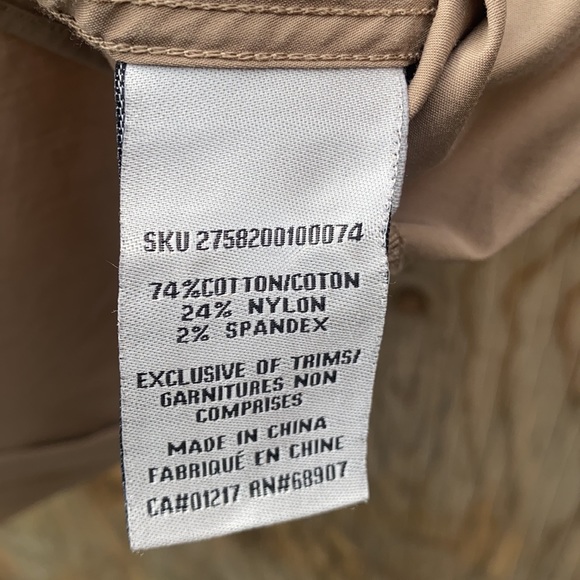 SKU 2758200100074
74%COTTON/COTON
24% NYLON
2% SPANDEX
EXCLUSIVE OF TRIMS/
GARNITURES NON
COMPRISES
MADE IN CHINA
FABRIQUÉ EN CHINE
CA#01217 RN#68907